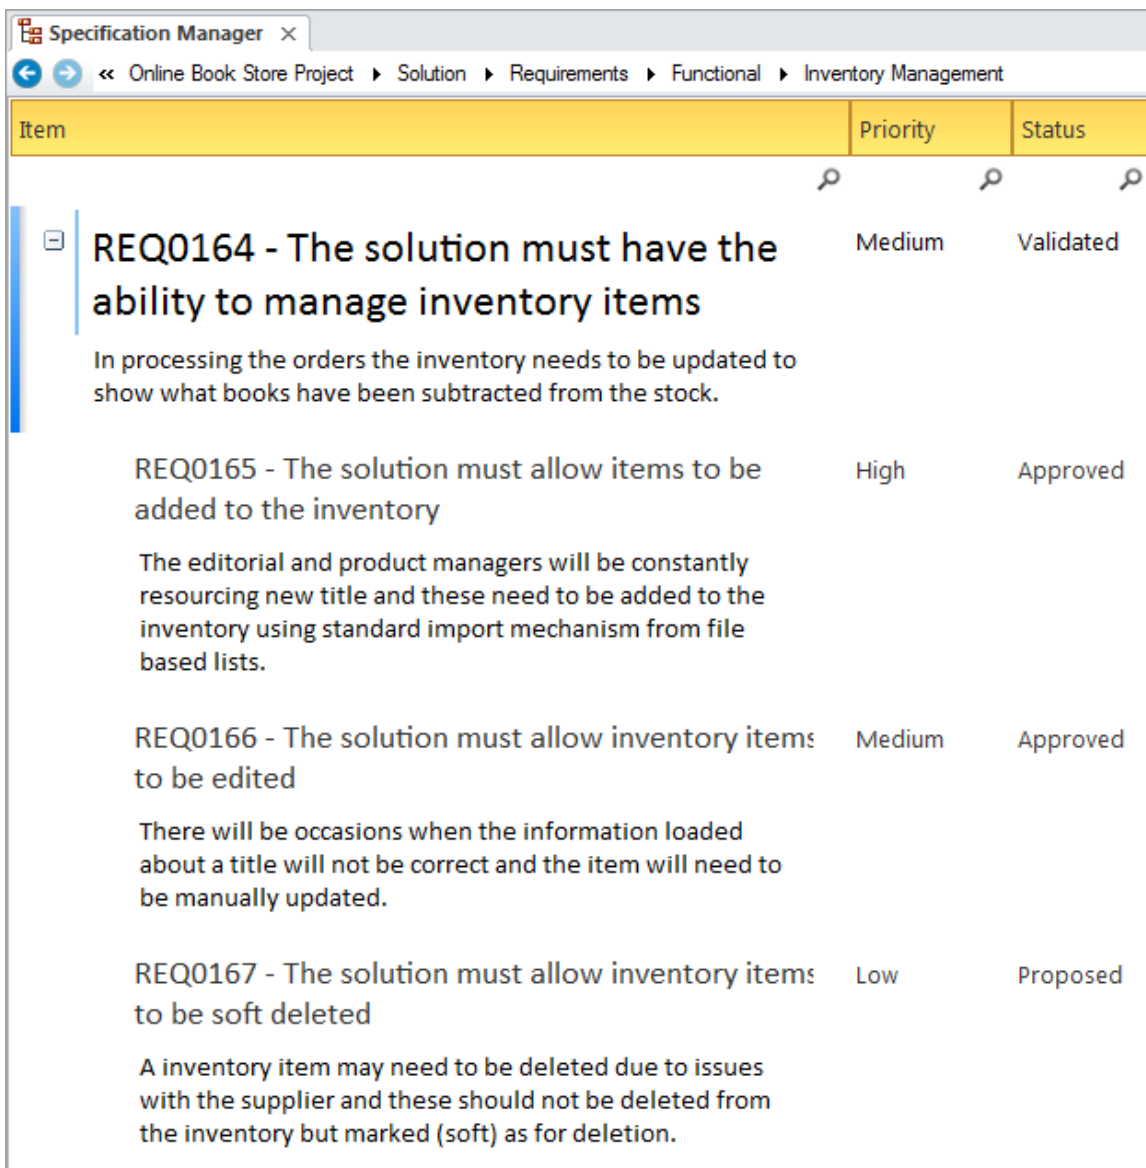 Specification Manager
« Online Book Store Project Solution Requirements Functional Inventory Management
Item Priority Status
REQ0164 - The solution must have the Medium Validated
ability to manage inventory items
In processing the orders the inventory needs to be updated to
show what books have been subtracted from the stock.
REQ0165 - The solution must allow items to be High Approved
added to the inventory
The editorial and product managers will be constantly
resourcing new title and these need to be added to the
inventory using standard import mechanism from file
based lists.
REQ0166 - The solution must allow inventory items Medium Approved
to be edited
There will be occasions when the information loaded
about a title will not be correct and the item will need to
be manually updated.
REQ0167 - The solution must allow inventory items Low Proposed
to be soft deleted
A inventory item may need to be deleted due to issues
with the supplier and these should not be deleted from
the inventory but marked (soft) as for deletion.